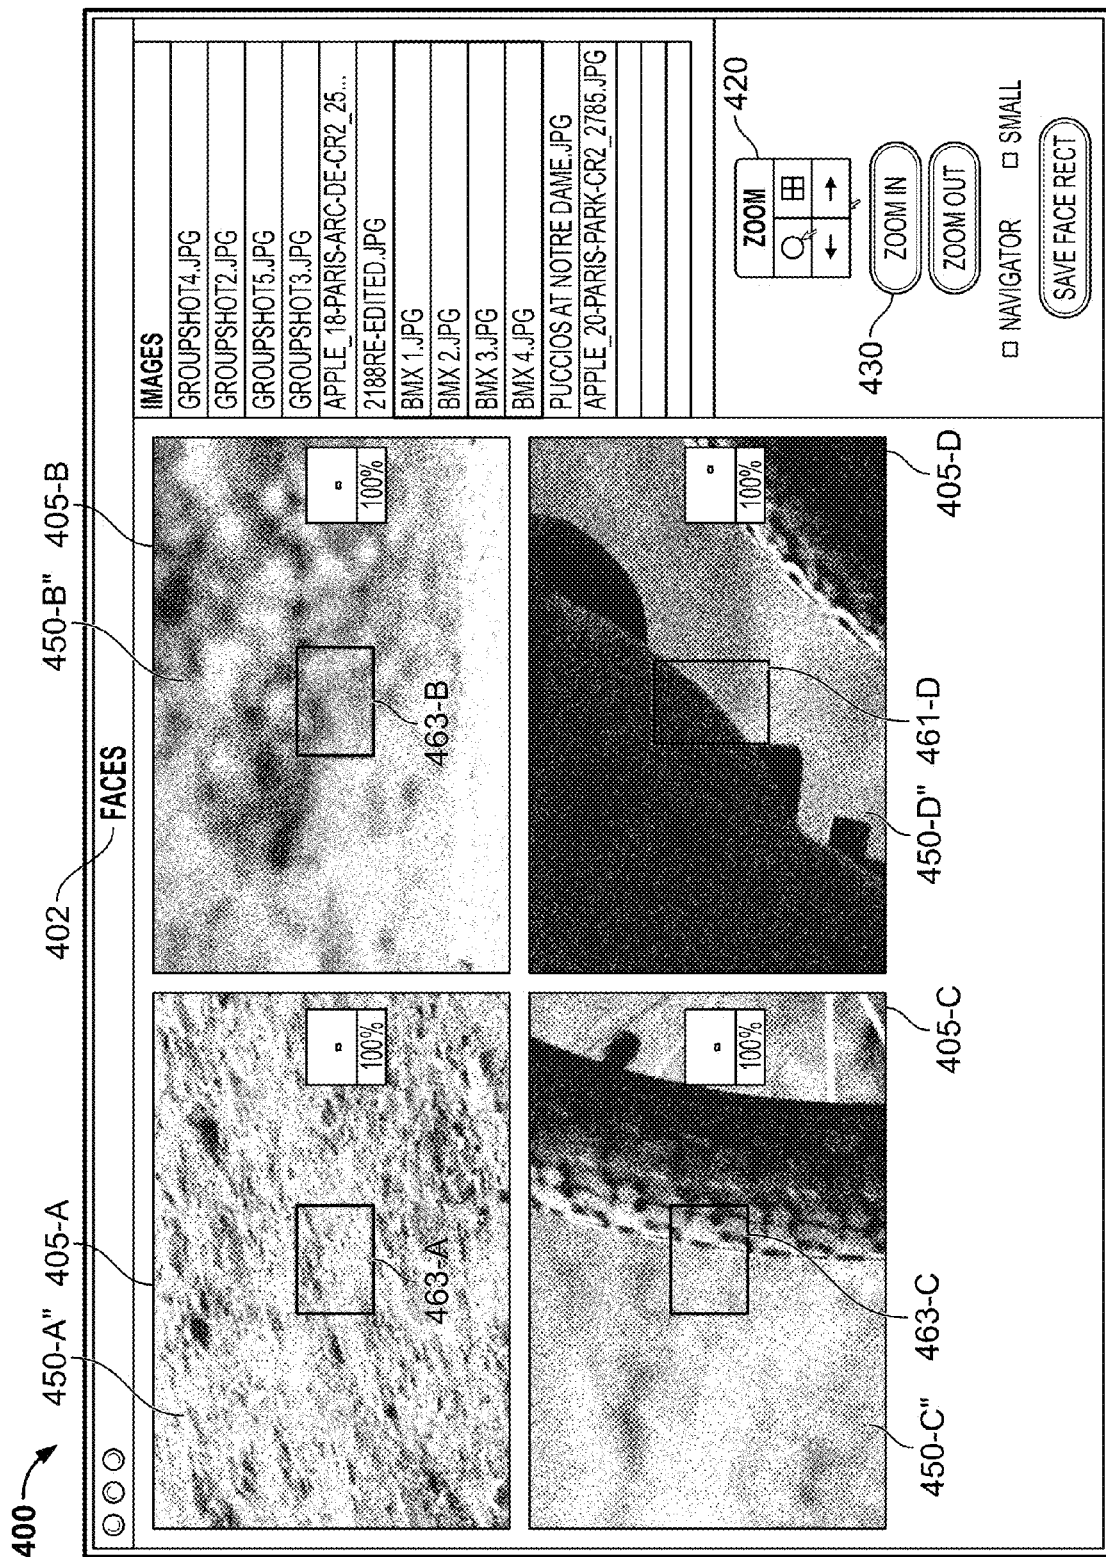 400
402
FACES
450-A"
405-A
450-B"
405-B
463-A
100%
463-B
100%
450-C"
463-C
100%
405-C
450-D"
461-D
100%
405-D
IMAGES
GROUPSHOT4.JPG
GROUPSHOT2.JPG
GROUPSHOT5.JPG
GROUPSHOT3.JPG
APPLE_18-PARIS-ARC-DE-CR2_25...
2188RE-EDITED.JPG
BMX 1.JPG
BMX 2.JPG
BMX 3.JPG
BMX 4.JPG
PUCCIOS AT NOTRE DAME.JPG
APPLE_20-PARIS-PARK-CR2_2785.JPG
ZOOM
420
430
ZOOM IN
ZOOM OUT
NAVIGATOR
SMALL
SAVE FACE RECT